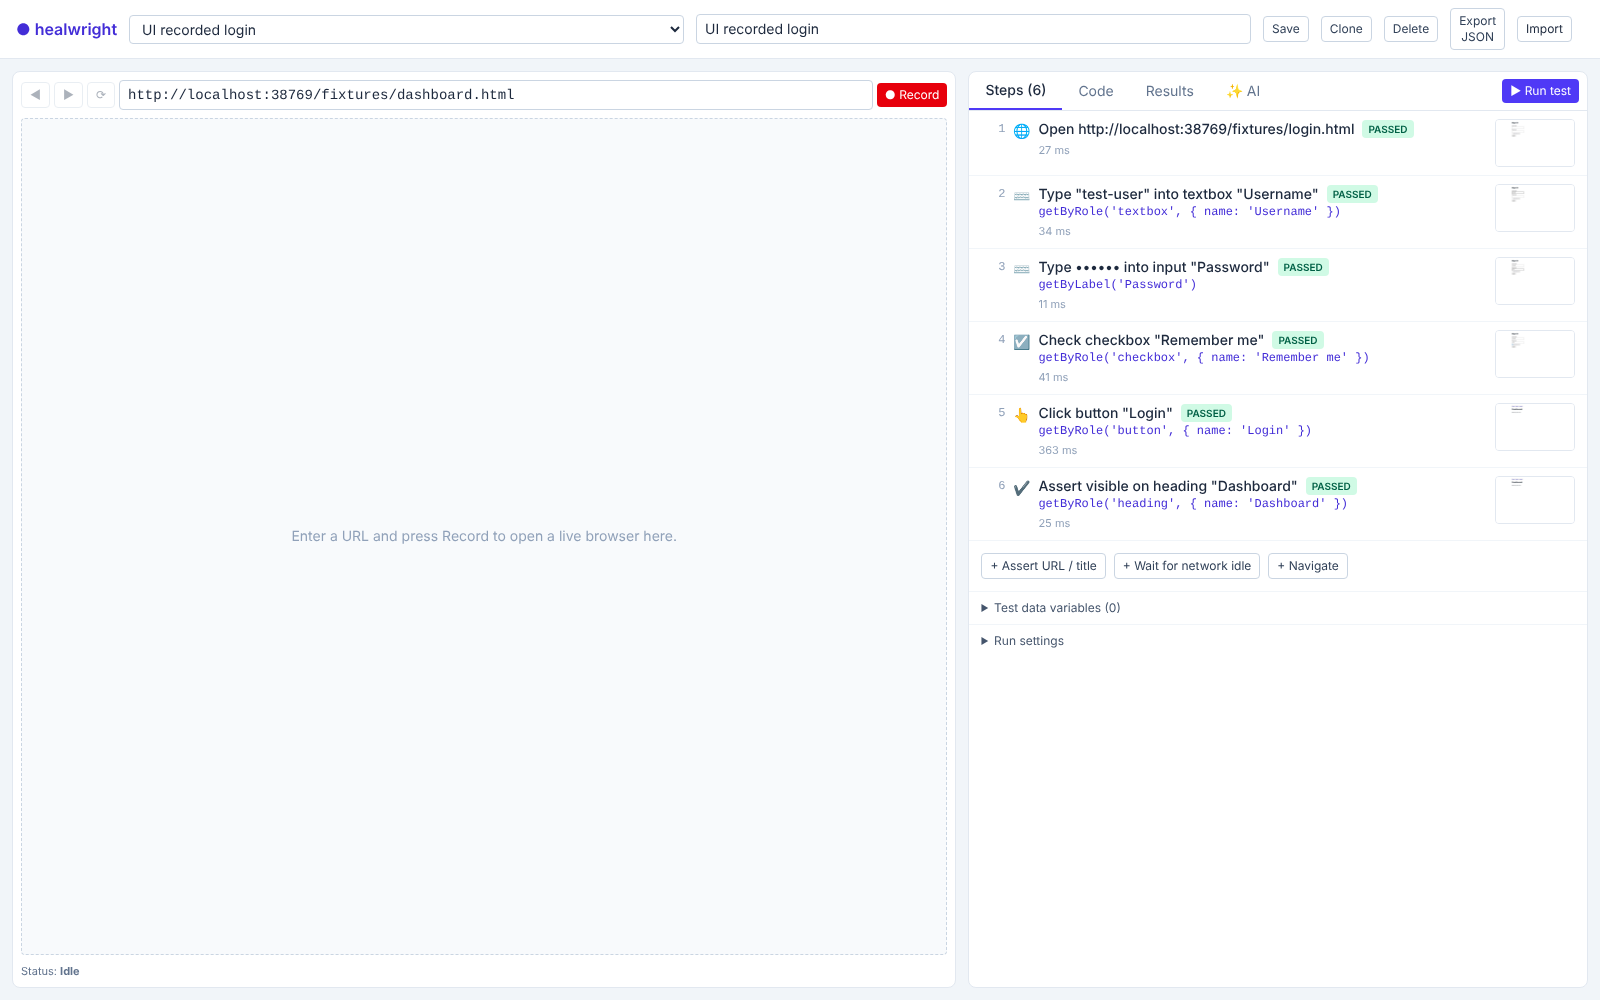 healwright
UI recorded login
UI recorded login
Save
Clone
Delete
Export
JSON
Import
http://localhost:38769/fixtures/dashboard.html
Record
Enter a URL and press Record to open a live browser here.
Status: Idle
Steps (6)
Code
Results
✨ AI
▶ Run test
1 Open http://localhost:38769/fixtures/login.html PASSED
27 ms
2 Type "test-user" into textbox "Username" PASSED
getByRole('textbox', { name: 'Username' })
34 ms
3 Type •••••• into input "Password" PASSED
getByLabel('Password')
11 ms
4 Check checkbox "Remember me" PASSED
getByRole('checkbox', { name: 'Remember me' })
41 ms
5 Click button "Login" PASSED
getByRole('button', { name: 'Login' })
363 ms
6 Assert visible on heading "Dashboard" PASSED
getByRole('heading', { name: 'Dashboard' })
25 ms
+ Assert URL / title
+ Wait for network idle
+ Navigate
▶ Test data variables (0)
▶ Run settings